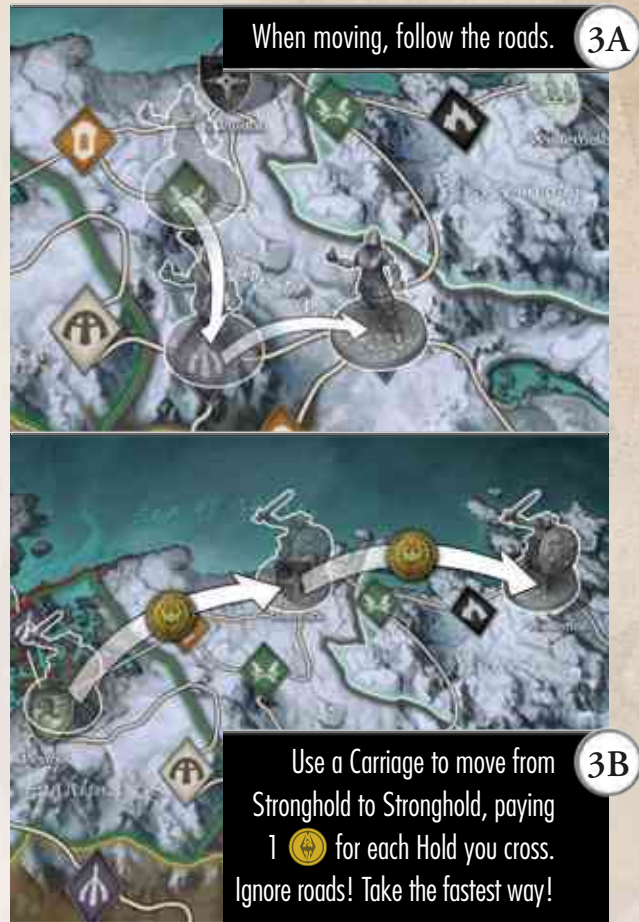 When moving, follow the roads.
3A
Use a Carriage to move from
Stronghold to Stronghold, paying
1 for each Hold you cross.
Ignore roads! Take the fastest way!
3B